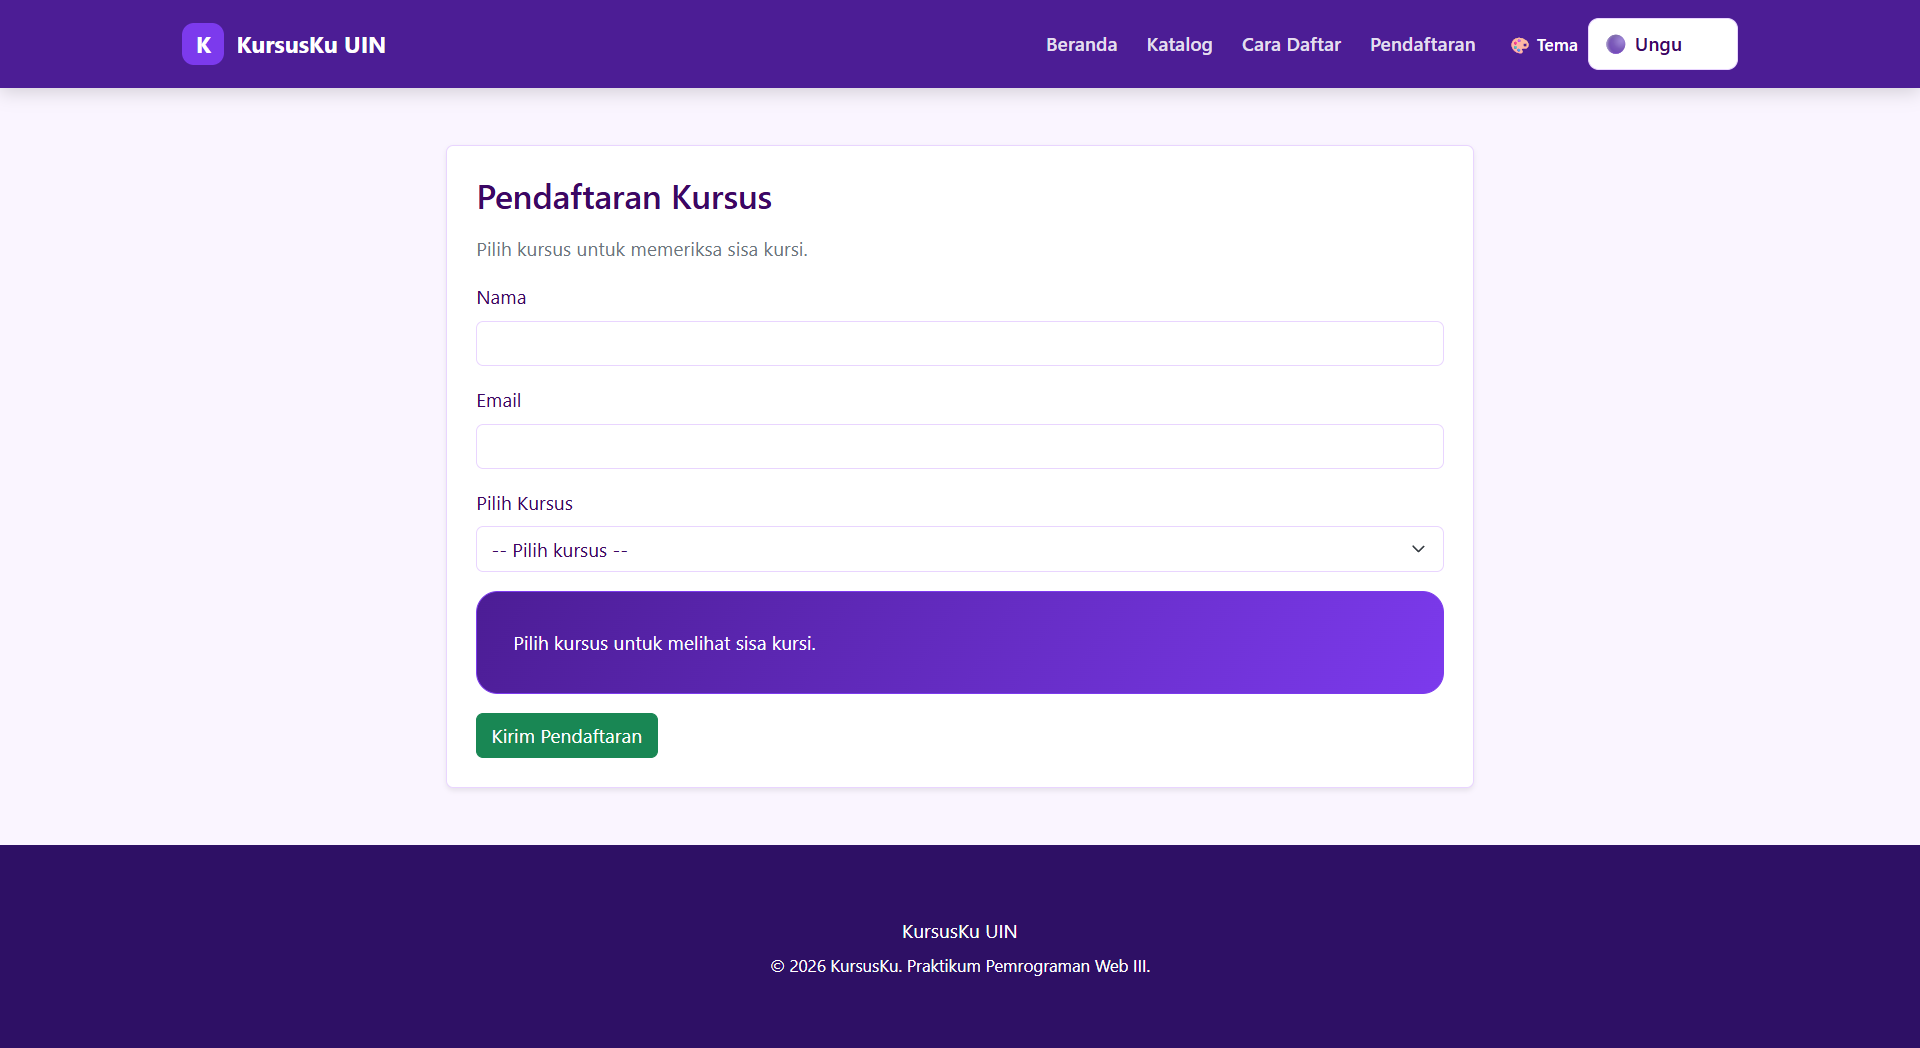 K KursusKu UIN
Beranda Katalog Cara Daftar Pendaftaran 🎨 Tema 🟣 Ungu
Pendaftaran Kursus
Pilih kursus untuk memeriksa sisa kursi.
Nama
Email
Pilih Kursus
-- Pilih kursus --
Pilih kursus untuk melihat sisa kursi.
Kirim Pendaftaran
KursusKu UIN
© 2026 KursusKu. Praktikum Pemrograman Web III.